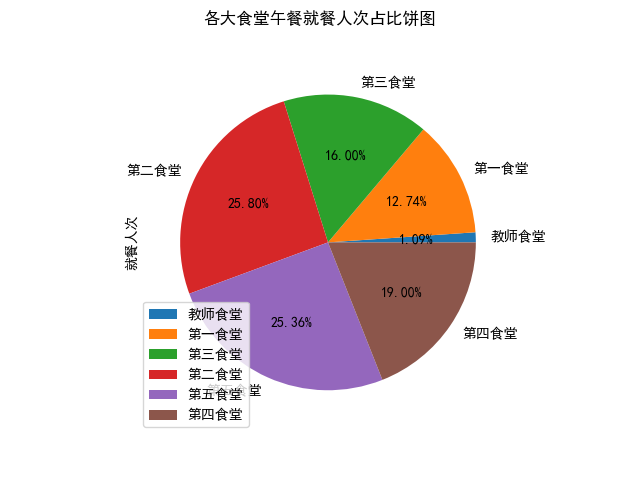 各大食堂午餐就餐人次占比饼图
第三食堂
第二食堂
第一食堂
16.00%
12.74%
25.80%
1.09%
教师食堂
就餐人次
19.00%
25.36%
第四食堂
食堂
教师食堂
第一食堂
第三食堂
第二食堂
第五食堂
第四食堂